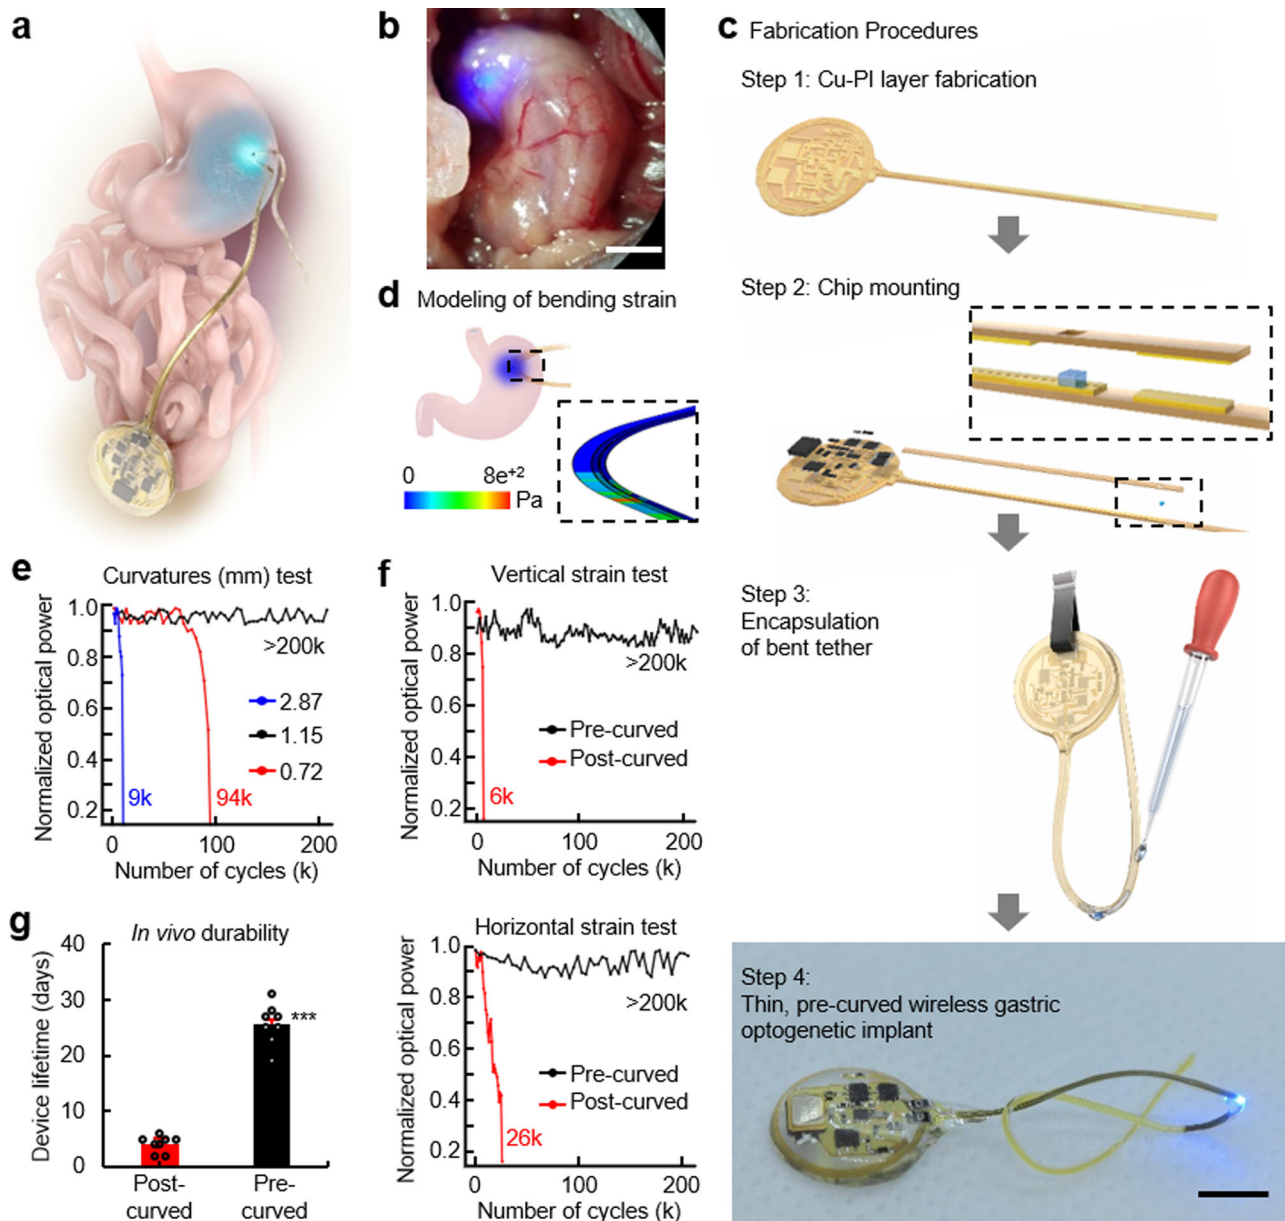 a
b
c Fabrication Procedures
Step 1: Cu-PI layer fabrication
Step 2: Chip mounting
Step 3:
Encapsulation
of bent tether
Step 4:
Thin, pre-curved wireless gastric
optogenetic implant
d Modeling of bending strain
0 8e+2
Pa
e Curvatures (mm) test
Normalized optical power
1.0
0.8
0.6
0.4
0.2
>200k
2.87
1.15
0.72
9k
94k
0 100 200
Number of cycles (k)
f Vertical strain test
Normalized optical power
1.0
0.8
0.6
0.4
0.2
>200k
Pre-curved
Post-curved
6k
0 100 200
Number of cycles (k)
Horizontal strain test
Normalized optical power
1.0
0.8
0.6
0.4
0.2
>200k
Pre-curved
Post-curved
26k
0 100 200
Number of cycles (k)
g In vivo durability
Device lifetime (days)
40
30
20
10
0
***
Post-
curved
Pre-
curved